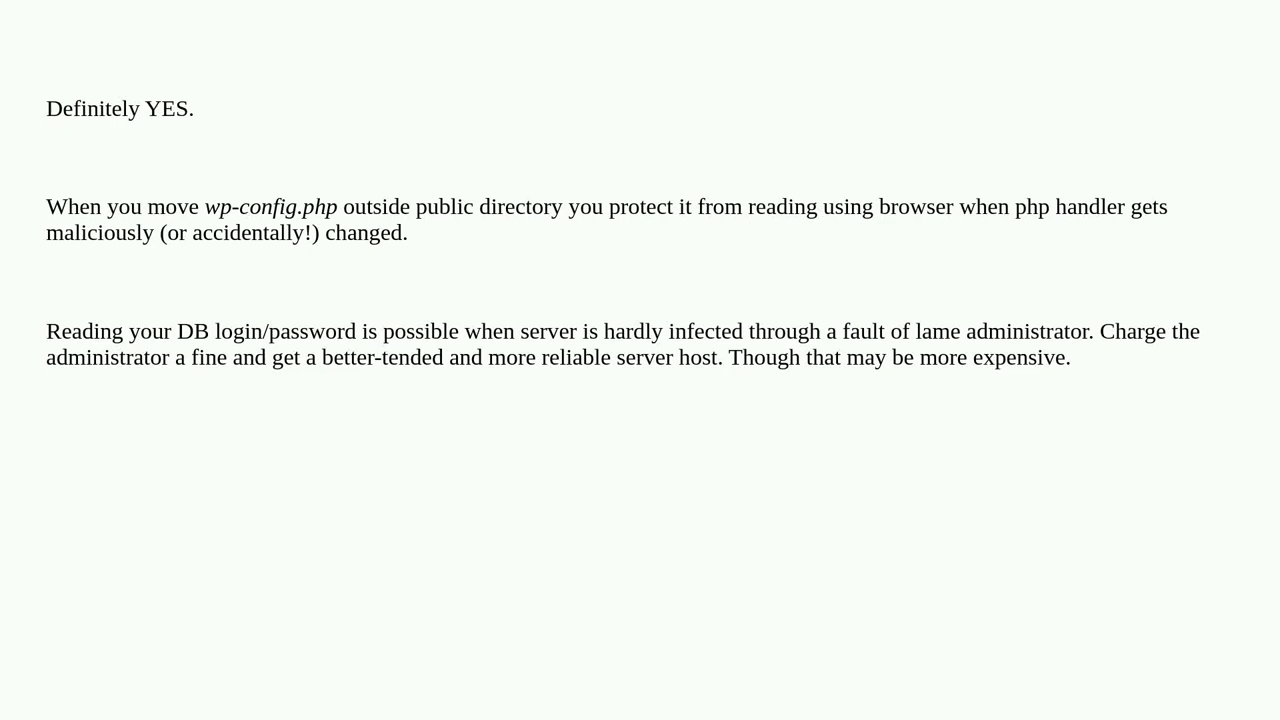 Definitely YES.
When you move wp-config.php outside public directory you protect it from reading using browser when php handler gets
maliciously (or accidentally!) changed.
Reading your DB login/password is possible when server is hardly infected through a fault of lame administrator. Charge the
administrator a fine and get a better-tended and more reliable server host. Though that may be more expensive.